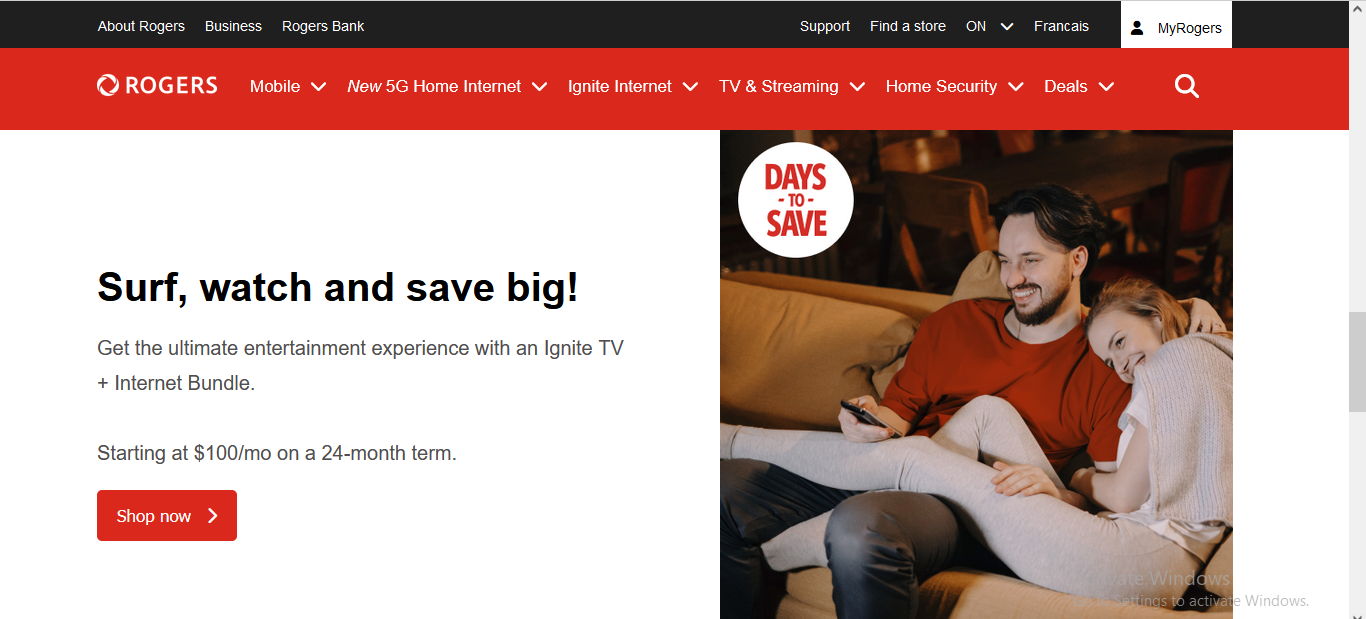 About Rogers Business Rogers Bank Support Find a store ON Francais MyRogers
ROGERS Mobile New 5G Home Internet Ignite Internet TV & Streaming Home Security Deals
DAYS
- TO -
SAVE
Surf, watch and save big!
Get the ultimate entertainment experience with an Ignite TV
+ Internet Bundle.
Starting at $100/mo on a 24-month term.
Shop now
Activate Windows
Go to Settings to activate Windows.